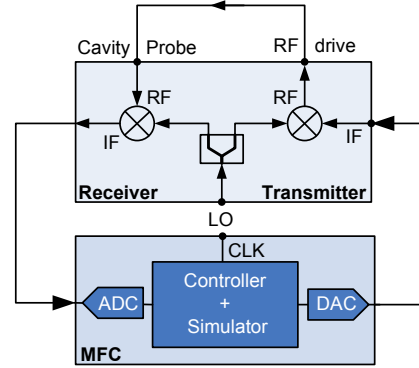 Cavity Probe RF drive
RF RF
IF IF
Receiver Transmitter
LO
CLK
ADC Controller + Simulator DAC
MFC